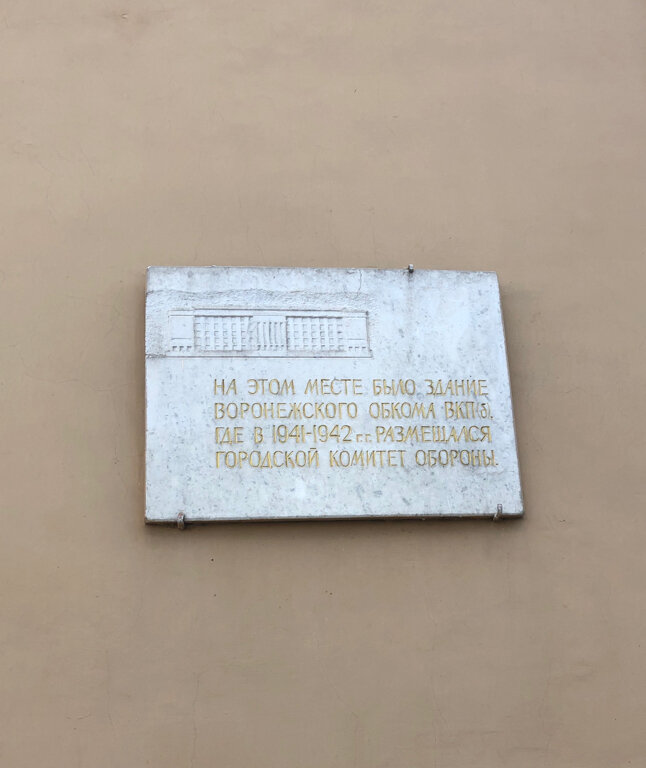 НА ЭТОМ МЕСТЕ БЫЛО ЗДАНИЕ
ВОРОНЕЖСКОГО ОБКОМА ВКП(б),
ГДЕ В 1941-1942 г.г. РАЗМЕЩАЛСЯ
ГОРОДСКОЙ КОМИТЕТ ОБОРОНЫ.